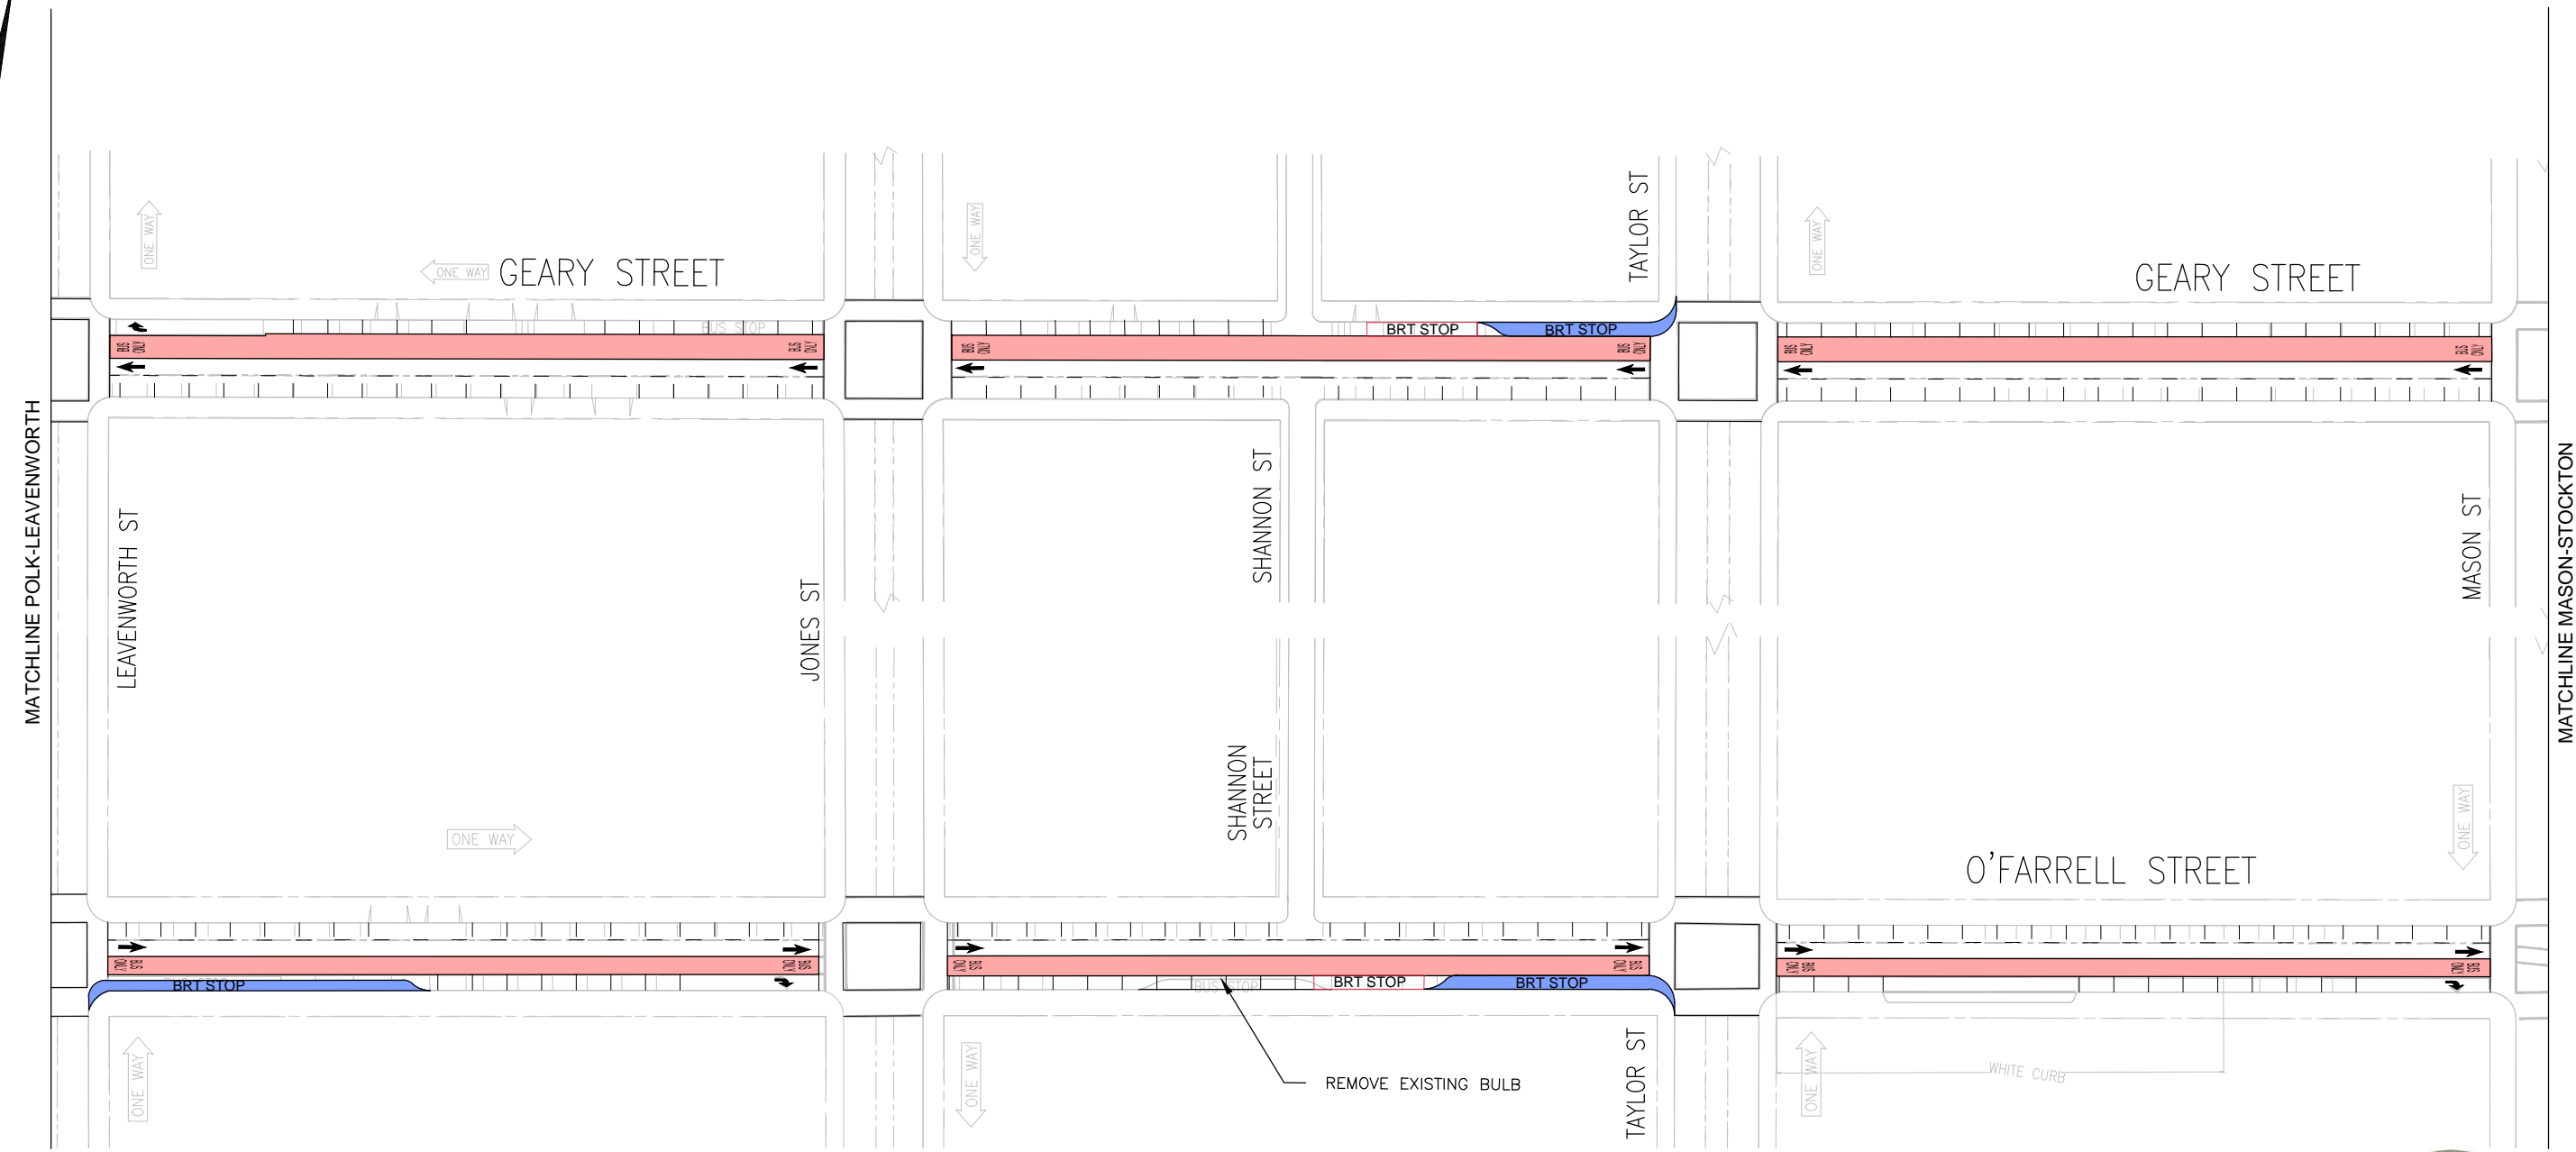 MATCHLINE POLK-LEAVENWORTH
MATCHLINE MASON-STOCKTON
ONE WAY
ONE WAY
GEARY STREET
ONE WAY
TAYLOR ST
ONE WAY
GEARY STREET
BUS STOP
BRT STOP
BRT STOP
BUS ONLY
BUS ONLY
BUS ONLY
BUS ONLY
BUS ONLY
BUS ONLY
LEAVENWORTH ST
JONES ST
SHANNON ST
MASON ST
SHANNON
STREET
ONE WAY
ONE WAY
O'FARRELL STREET
BUS ONLY
BUS ONLY
BUS ONLY
BUS ONLY
BUS ONLY
BUS ONLY
BUS STOP
BRT STOP
BUS STOP
BRT STOP
BRT STOP
ONE WAY
ONE WAY
REMOVE EXISTING BULB
TAYLOR ST
ONE WAY
WHITE CURB